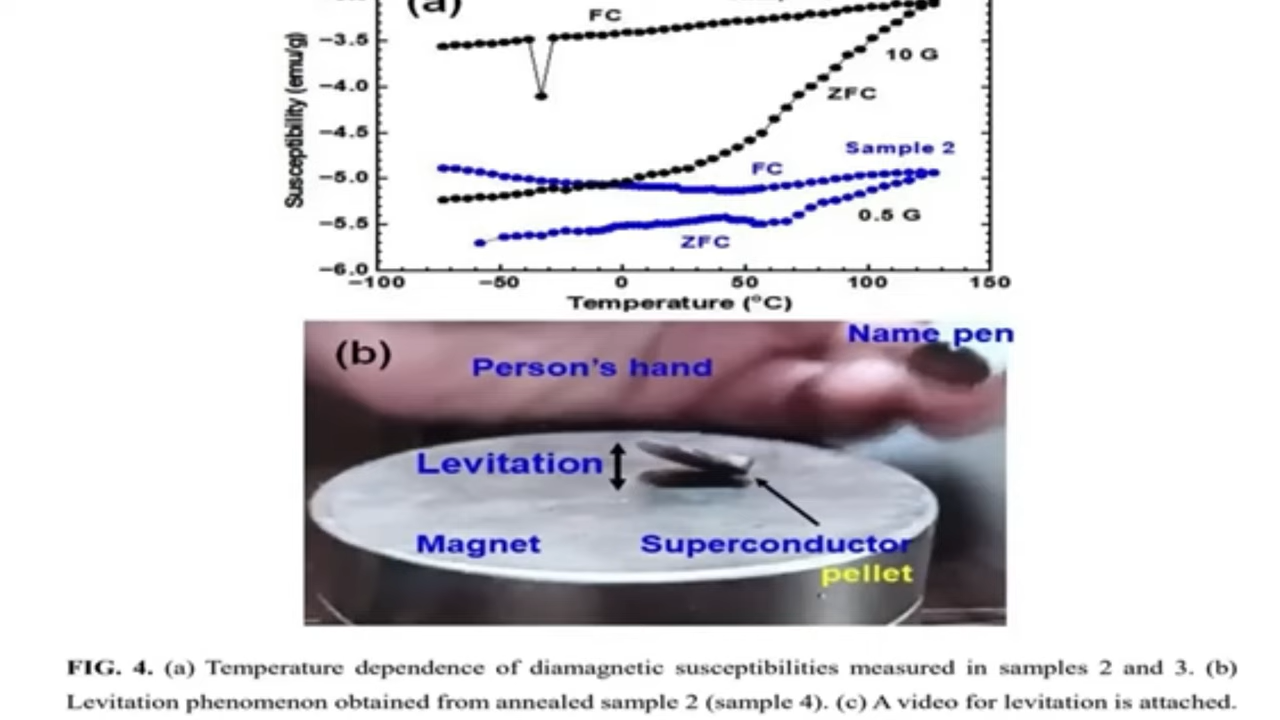 (a)
FC
−3.5
10 G
−4.0
ZFC
−4.5
Sample 2
−5.0
FC
0.5 G
−5.5
ZFC
−6.0
Susceptibility (emu/g)
−100 −50 0 50 100 150
Temperature (°C)
Name pen
(b)
Person's hand
Levitation
Magnet
Superconductor
pellet
FIG. 4. (a) Temperature dependence of diamagnetic susceptibilities measured in samples 2 and 3. (b)
Levitation phenomenon obtained from annealed sample 2 (sample 4). (c) A video for levitation is attached.